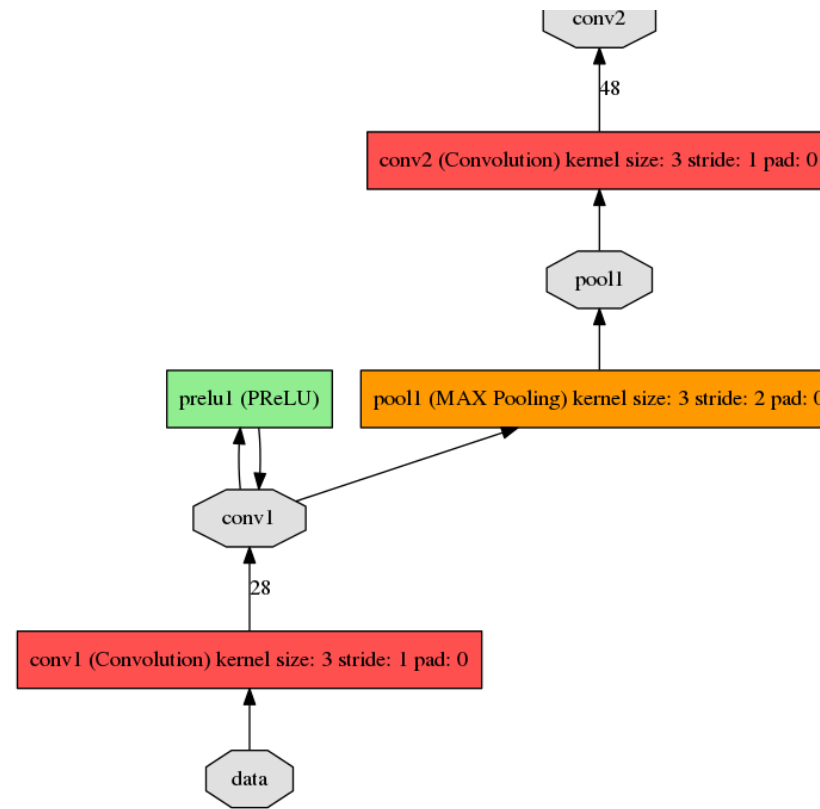 conv2
48
conv2 (Convolution) kernel size: 3 stride: 1 pad: 0
pool1
prelu1 (PReLU)
pool1 (MAX Pooling) kernel size: 3 stride: 2 pad: 0
conv1
28
conv1 (Convolution) kernel size: 3 stride: 1 pad: 0
data